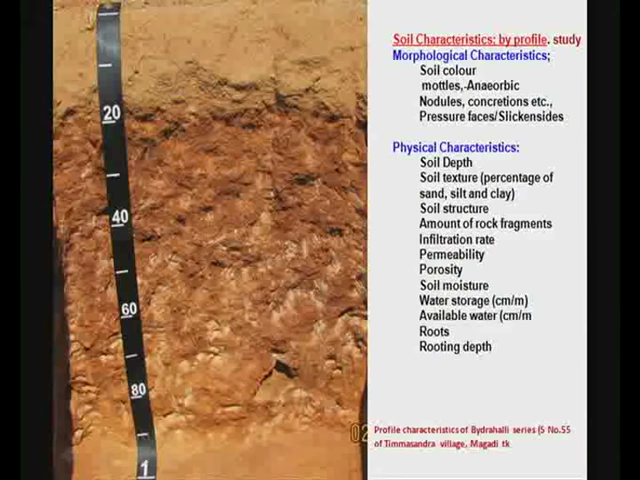 20
40
60
80
1
02
Soil Characteristics: by profile. study
Morphological Characteristics;
Soil colour
mottles,-Anaeorbic
Nodules, concretions etc.,
Pressure faces/Slickensides
Physical Characteristics:
Soil Depth
Soil texture (percentage of
sand, silt and clay)
Soil structure
Amount of rock fragments
Infiltration rate
Permeability
Porosity
Soil moisture
Water storage (cm/m)
Available water (cm/m
Roots
Rooting depth
Profile characteristics of Bydrahalli series (S No.55
of Timmasandra village, Magadi tk